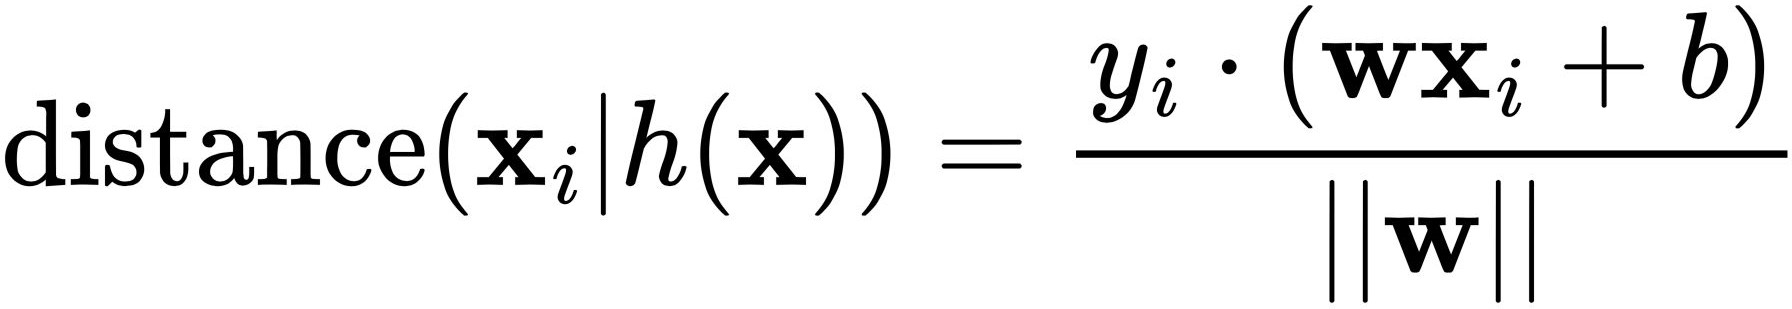 distance(𝐱ᵢ|h(𝐱)) = yᵢ · (𝐰𝐱ᵢ + b) / ||𝐰||